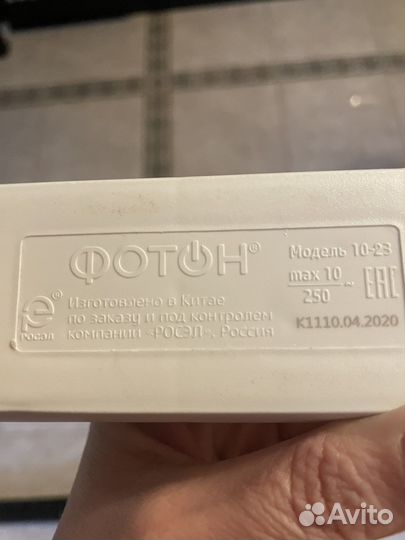 ФОТОН®
Модель 10-23
max 10
250 ~
EAC
К1110.04.2020
®
РОСЭЛ
Изготовлено в Китае
по заказу и под контролем
компании «РОСЭЛ», Россия
Avito